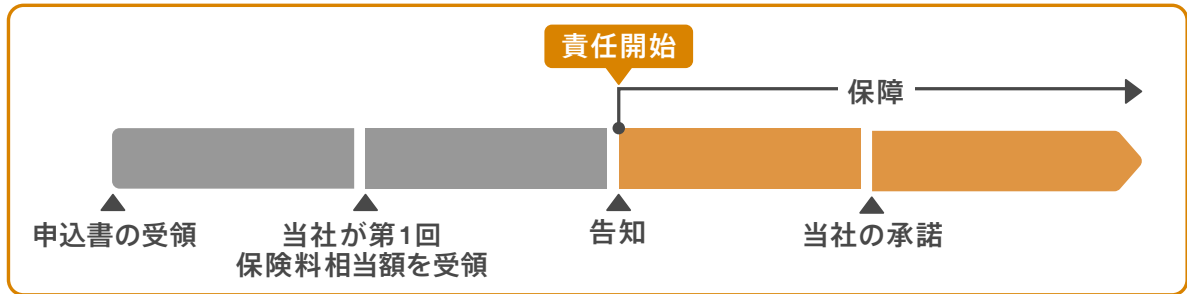 責任開始
保障
申込書の受領
当社が第1回
保険料相当額を受領
告知
当社の承諾